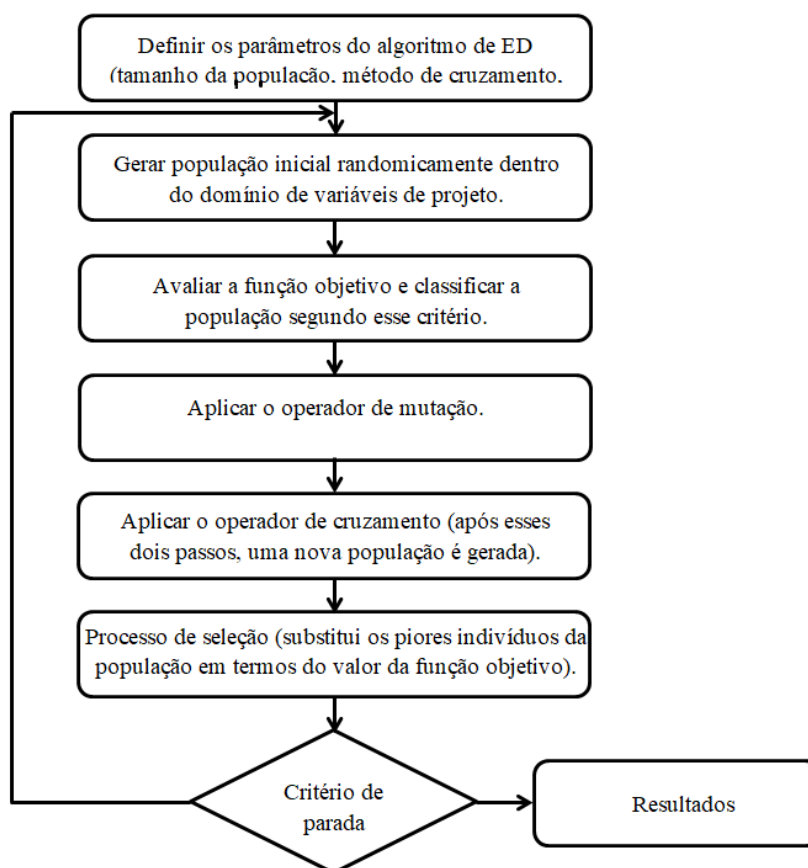 Definir os parâmetros do algoritmo de ED
(tamanho da população, método de cruzamento,
Gerar população inicial randomicamente dentro
do domínio de variáveis de projeto.
Avaliar a função objetivo e classificar a
população segundo esse critério.
Aplicar o operador de mutação.
Aplicar o operador de cruzamento (após esses
dois passos, uma nova população é gerada).
Processo de seleção (substitui os piores indivíduos da
população em termos do valor da função objetivo).
Critério de
parada
Resultados